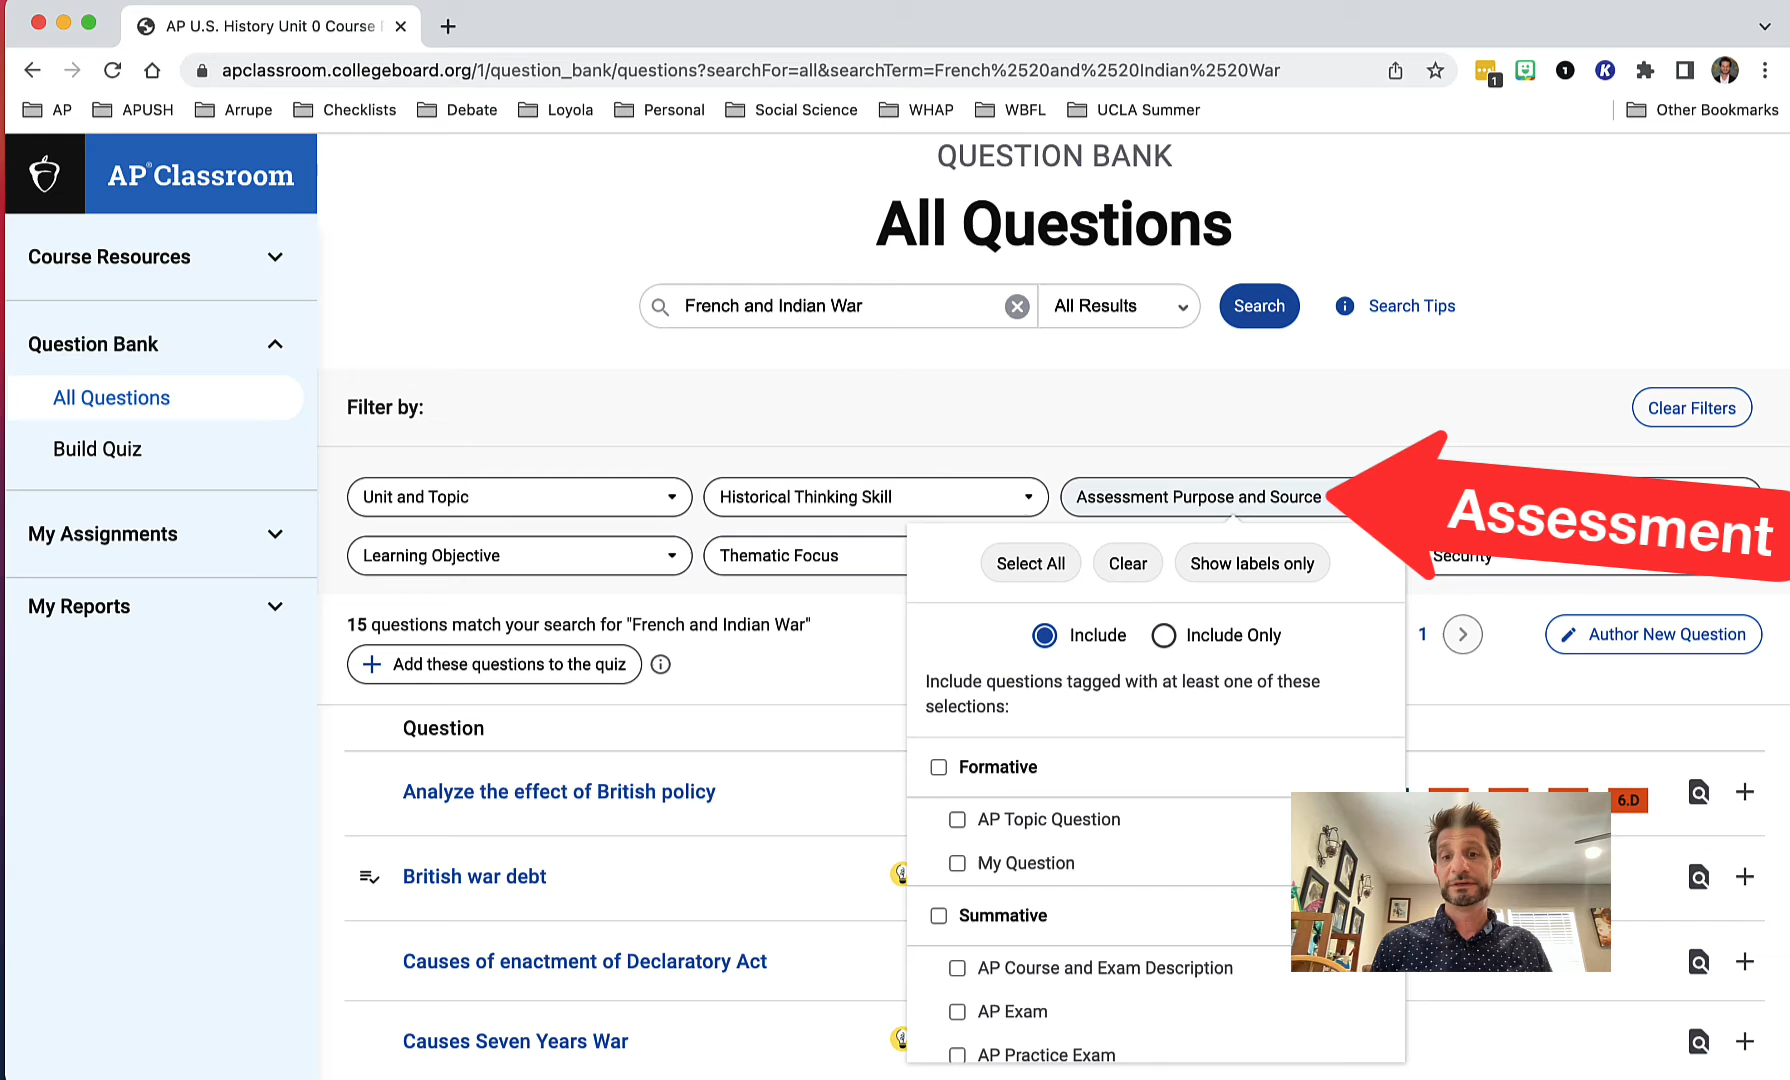 AP U.S. History Unit 0 Course
apclassroom.collegeboard.org/1/question_bank/questions?searchFor=all&searchTerm=French%2520and%2520Indian%2520War
1
1
K
AP
APUSH
Arrupe
Checklists
Debate
Loyola
Personal
Social Science
WHAP
WBFL
UCLA Summer
Other Bookmarks
AP® Classroom
QUESTION BANK
All Questions
Course Resources
Question Bank
All Questions
Build Quiz
My Assignments
My Reports
French and Indian War
All Results
Search
Search Tips
Filter by:
Clear Filters
Unit and Topic
Historical Thinking Skill
Assessment Purpose and Source
Assessment
Learning Objective
Thematic Focus
Security
Select All
Clear
Show labels only
Include
Include Only
Include questions tagged with at least one of these
selections:
Formative
AP Topic Question
My Question
Summative
AP Course and Exam Description
AP Exam
AP Practice Exam
15 questions match your search for "French and Indian War"
Add these questions to the quiz
1
Author New Question
Question
Analyze the effect of British policy
6.D
British war debt
Causes of enactment of Declaratory Act
Causes Seven Years War